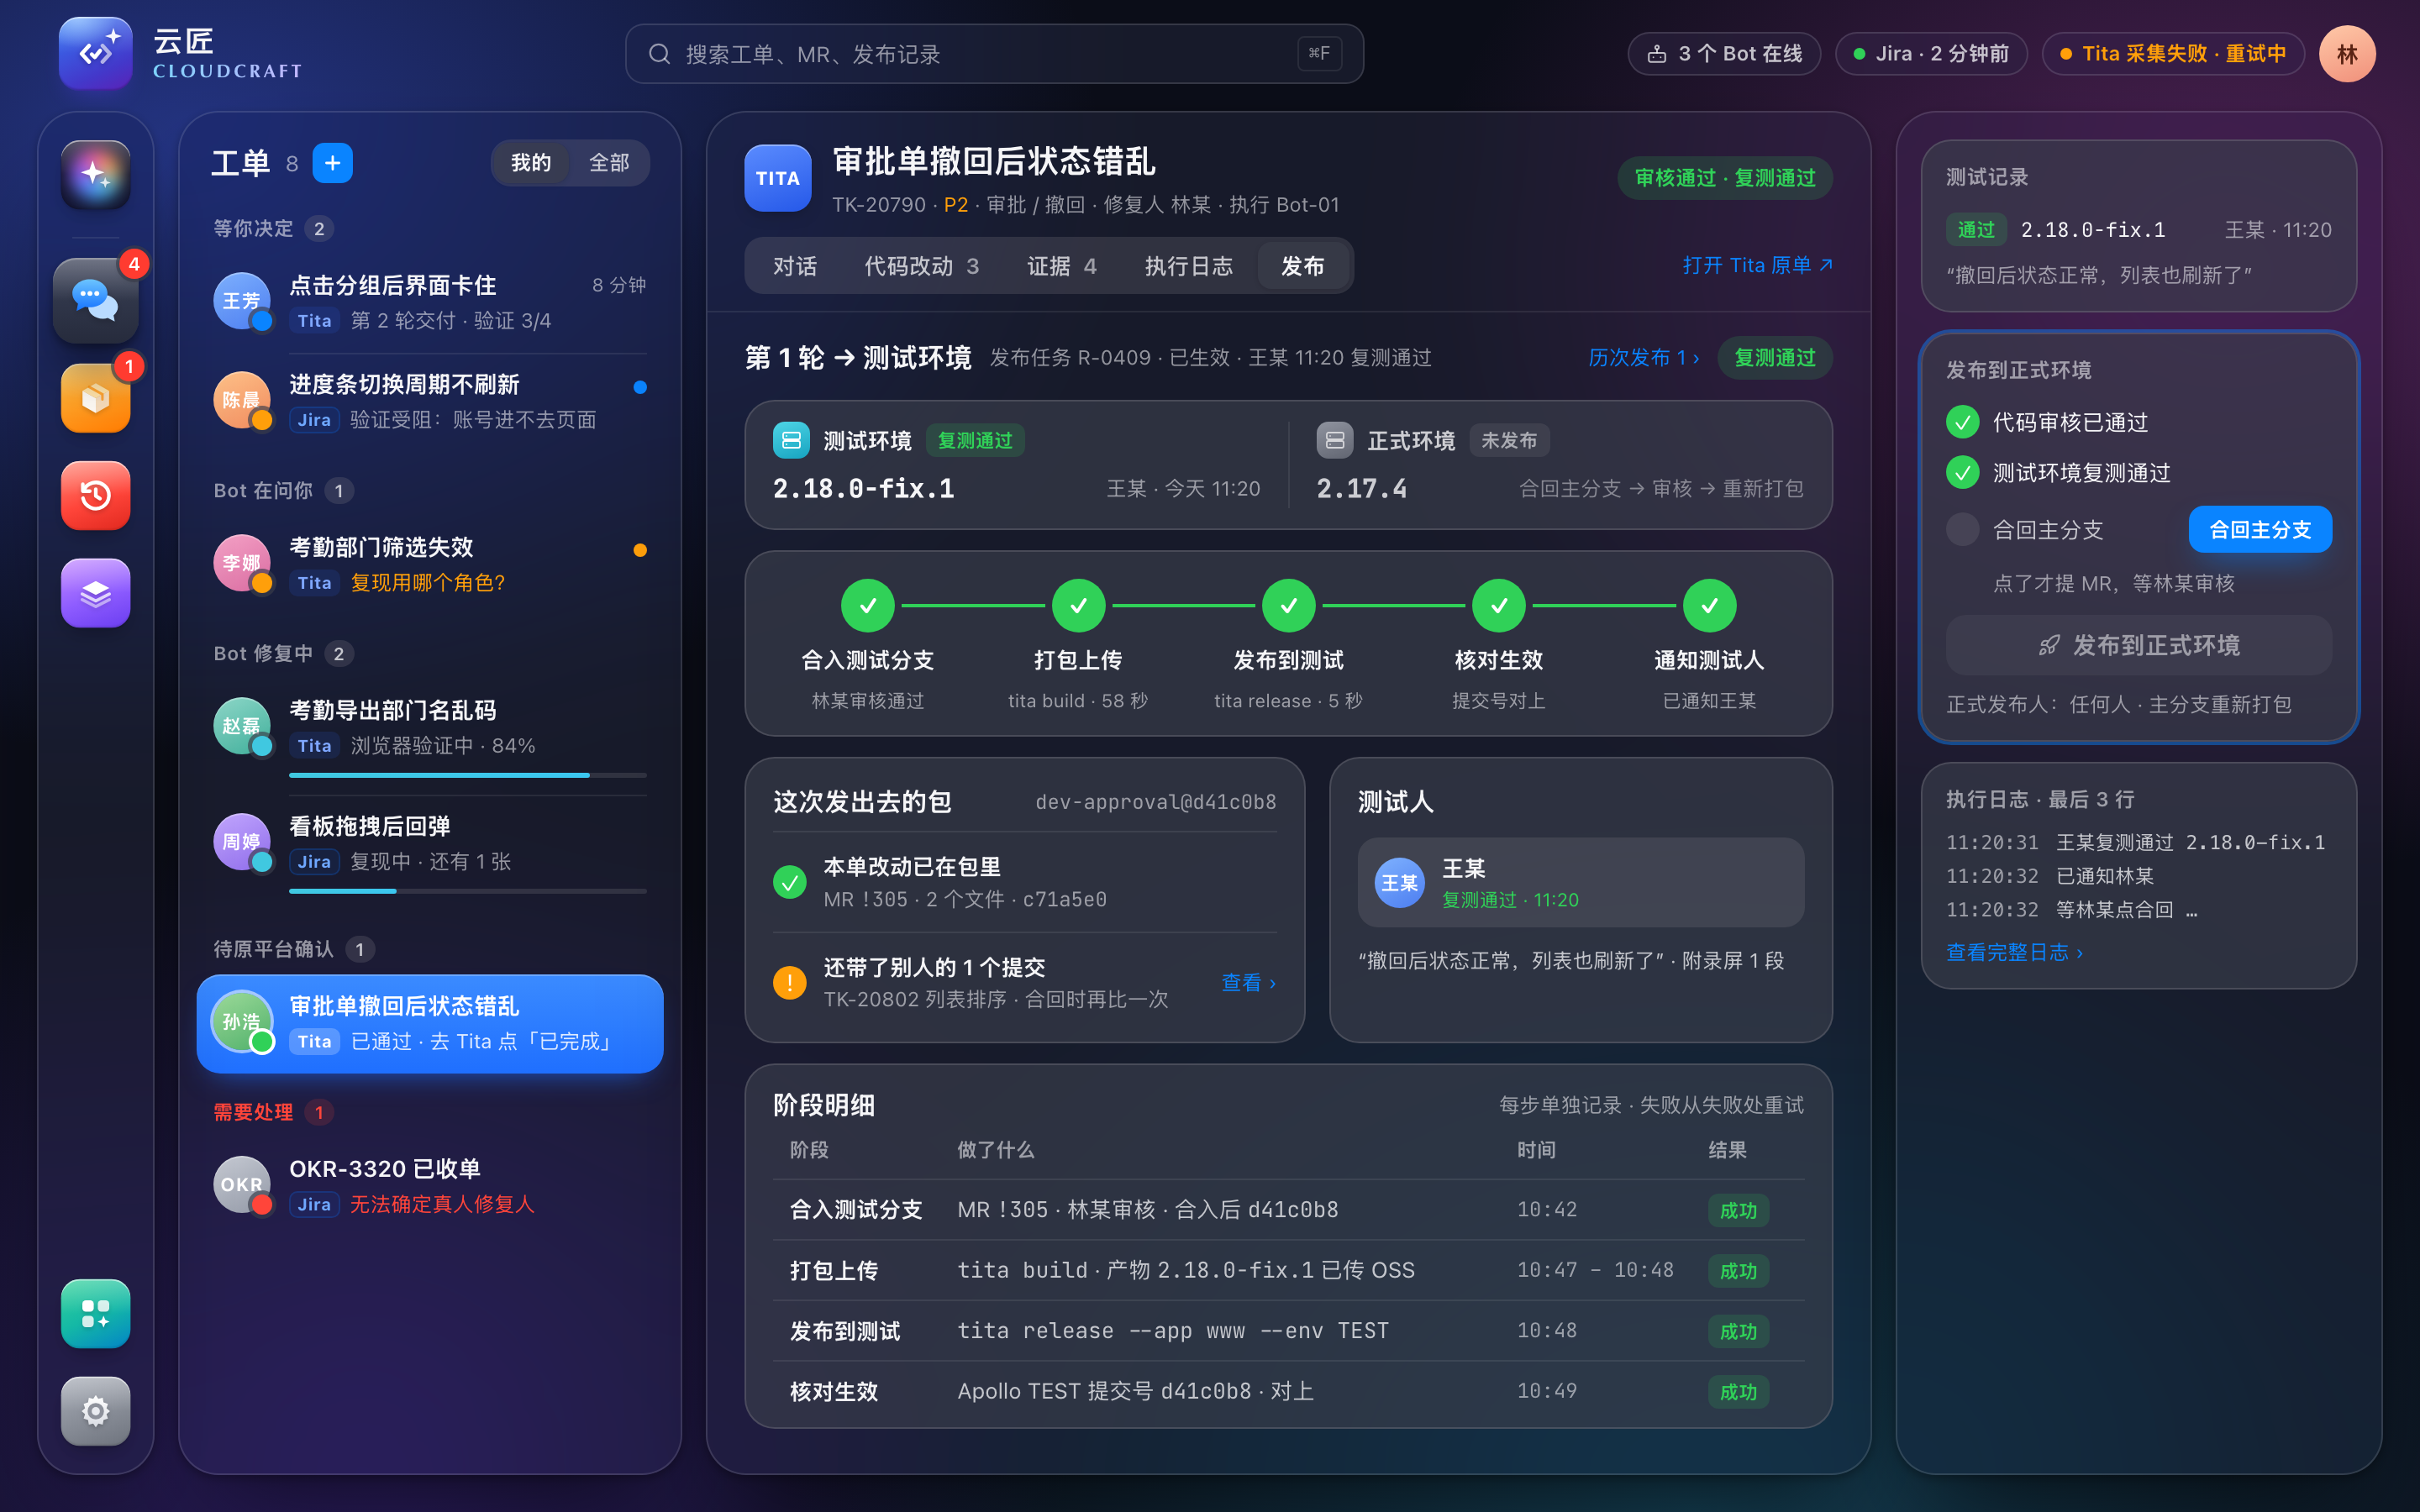 云匠
CLOUDCRAFT
搜索工单、MR、发布记录
⌘F
3 个 Bot 在线
Jira · 2 分钟前
Tita 采集失败 · 重试中
林
4
1
工单 8 +
我的 全部
等你决定 2
王芳
点击分组后界面卡住 8 分钟
Tita 第 2 轮交付 · 验证 3/4
陈晨
进度条切换周期不刷新
Jira 验证受阻：账号进不去页面
Bot 在问你 1
李娜
考勤部门筛选失效
Tita 复现用哪个角色？
Bot 修复中 2
赵磊
考勤导出部门名乱码
Tita 浏览器验证中 · 84%
周婷
看板拖拽后回弹
Jira 复现中 · 还有 1 张
待原平台确认 1
孙浩
审批单撤回后状态错乱
Tita 已通过 · 去 Tita 点「已完成」
需要处理 1
OKR
OKR-3320 已收单
Jira 无法确定真人修复人
TITA
审批单撤回后状态错乱
TK-20790 · P2 · 审批 / 撤回 · 修复人 林某 · 执行 Bot-01
审核通过 · 复测通过
对话 代码改动 3 证据 4 执行日志 发布
打开 Tita 原单 ↗
第 1 轮 → 测试环境 发布任务 R-0409 · 已生效 · 王某 11:20 复测通过
历次发布 1 ›
复测通过
测试环境 复测通过
2.18.0-fix.1 王某 · 今天 11:20
正式环境 未发布
2.17.4 合回主分支 → 审核 → 重新打包
合入测试分支 打包上传 发布到测试 核对生效 通知测试人
林某审核通过 tita build · 58 秒 tita release · 5 秒 提交号对上 已通知王某
这次发出去的包 dev-approval@d41c0b8
本单改动已在包里
MR !305 · 2 个文件 · c71a5e0
还带了别人的 1 个提交
TK-20802 列表排序 · 合回时再比一次
查看 ›
测试人
王某
王某
复测通过 · 11:20
“撤回后状态正常，列表也刷新了” · 附录屏 1 段
阶段明细 每步单独记录 · 失败从失败处重试
阶段 做了什么 时间 结果
合入测试分支 MR !305 · 林某审核 · 合入后 d41c0b8 10:42 成功
打包上传 tita build · 产物 2.18.0-fix.1 已传 OSS 10:47 – 10:48 成功
发布到测试 tita release --app www --env TEST 10:48 成功
核对生效 Apollo TEST 提交号 d41c0b8 · 对上 10:49 成功
测试记录
通过 2.18.0-fix.1 王某 · 11:20
“撤回后状态正常，列表也刷新了”
发布到正式环境
代码审核已通过
测试环境复测通过
合回主分支 合回主分支
点了才提 MR，等林某审核
发布到正式环境
正式发布人：任何人 · 主分支重新打包
执行日志 · 最后 3 行
11:20:31 王某复测通过 2.18.0-fix.1
11:20:32 已通知林某
11:20:32 等林某点合回 …
查看完整日志 ›